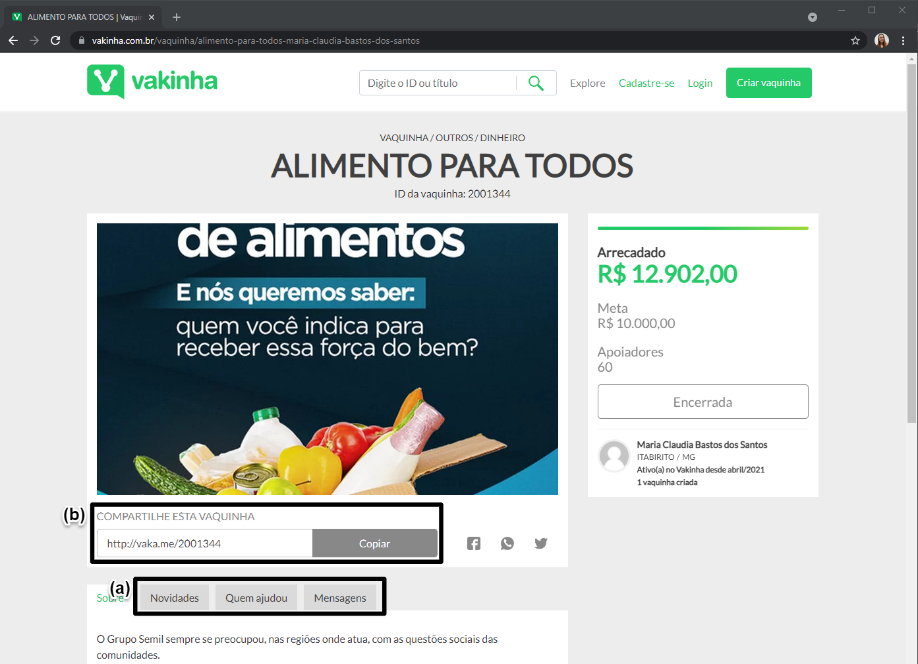 ALIMENTO PARA TODOS | Vaquin
vakinha.com.br/vaquinha/alimento-para-todos-maria-claudia-bastos-dos-santos
vakinha
Digite o ID ou título
Explore
Cadastre-se
Login
Criar vaquinha
VAQUINHA / OUTROS / DINHEIRO
ALIMENTO PARA TODOS
ID da vaquinha: 2001344
de alimentos
E nós queremos saber:
quem você indica para
receber essa força do bem?
Arrecadado
R$ 12.902,00
Meta
R$ 10.000,00
Apoiadores
60
Encerrada
Maria Claudia Bastos dos Santos
ITABIRITO / MG
Ativo(a) no Vakinha desde abril/2021
1 vaquinha criada
(b)
COMPARTILHE ESTA VAQUINHA
http://vaka.me/2001344
Copiar
(a)
Sobre
Novidades
Quem ajudou
Mensagens
O Grupo Semil sempre se preocupou, nas regiões onde atua, com as questões sociais das
comunidades.